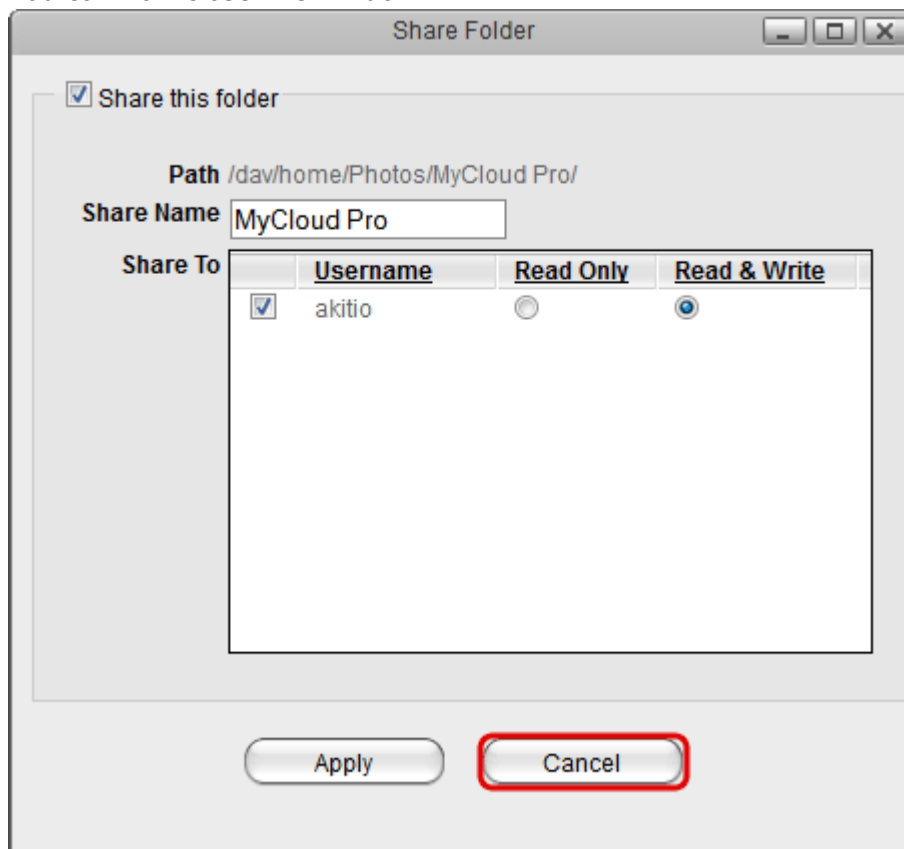 Share Folder
Share this folder
Path /dav/home/Photos/MyCloud Pro/
Share Name MyCloud Pro
Share To
Username Read Only Read & Write
akitio
Apply Cancel